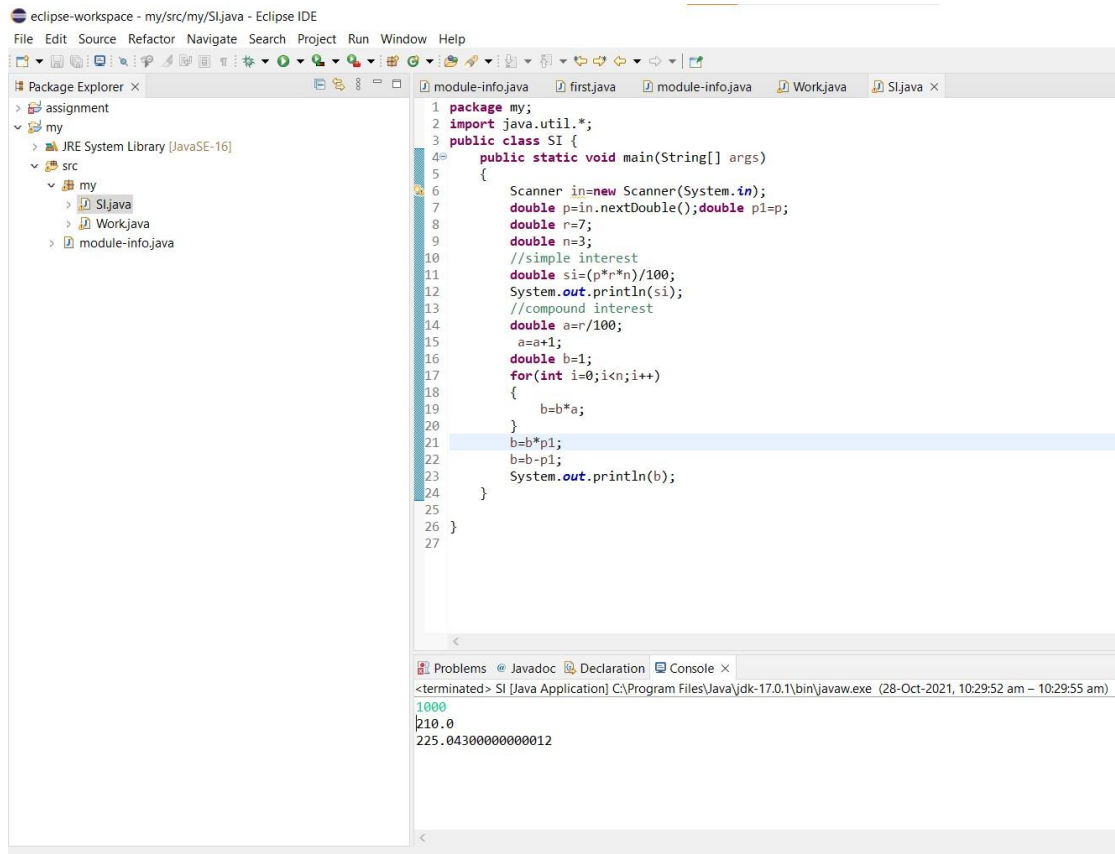 eclipse-workspace - my/src/my/SI.java - Eclipse IDE
File Edit Source Refactor Navigate Search Project Run Window Help
Package Explorer
assignment
my
JRE System Library [JavaSE-16]
src
my
SI.java
Work.java
module-info.java
module-info.java first.java module-info.java Work.java SI.java
1 package my;
2 import java.util.*;
3 public class SI {
4 public static void main(String[] args)
5 {
6 Scanner in=new Scanner(System.in);
7 double p=in.nextDouble();double p1=p;
8 double r=7;
9 double n=3;
10 //simple interest
11 double si=(p*r*n)/100;
12 System.out.println(si);
13 //compound interest
14 double a=r/100;
15 a=a+1;
16 double b=1;
17 for(int i=0;i<n;i++)
18 {
19 b=b*a;
20 }
21 b=b*p1;
22 b=b-p1;
23 System.out.println(b);
24 }
25
26 }
27
Problems Javadoc Declaration Console
<terminated> SI [Java Application] C:\Program Files\Java\jdk-17.0.1\bin\javaw.exe (28-Oct-2021, 10:29:52 am – 10:29:55 am)
1000
210.0
225.04300000000012